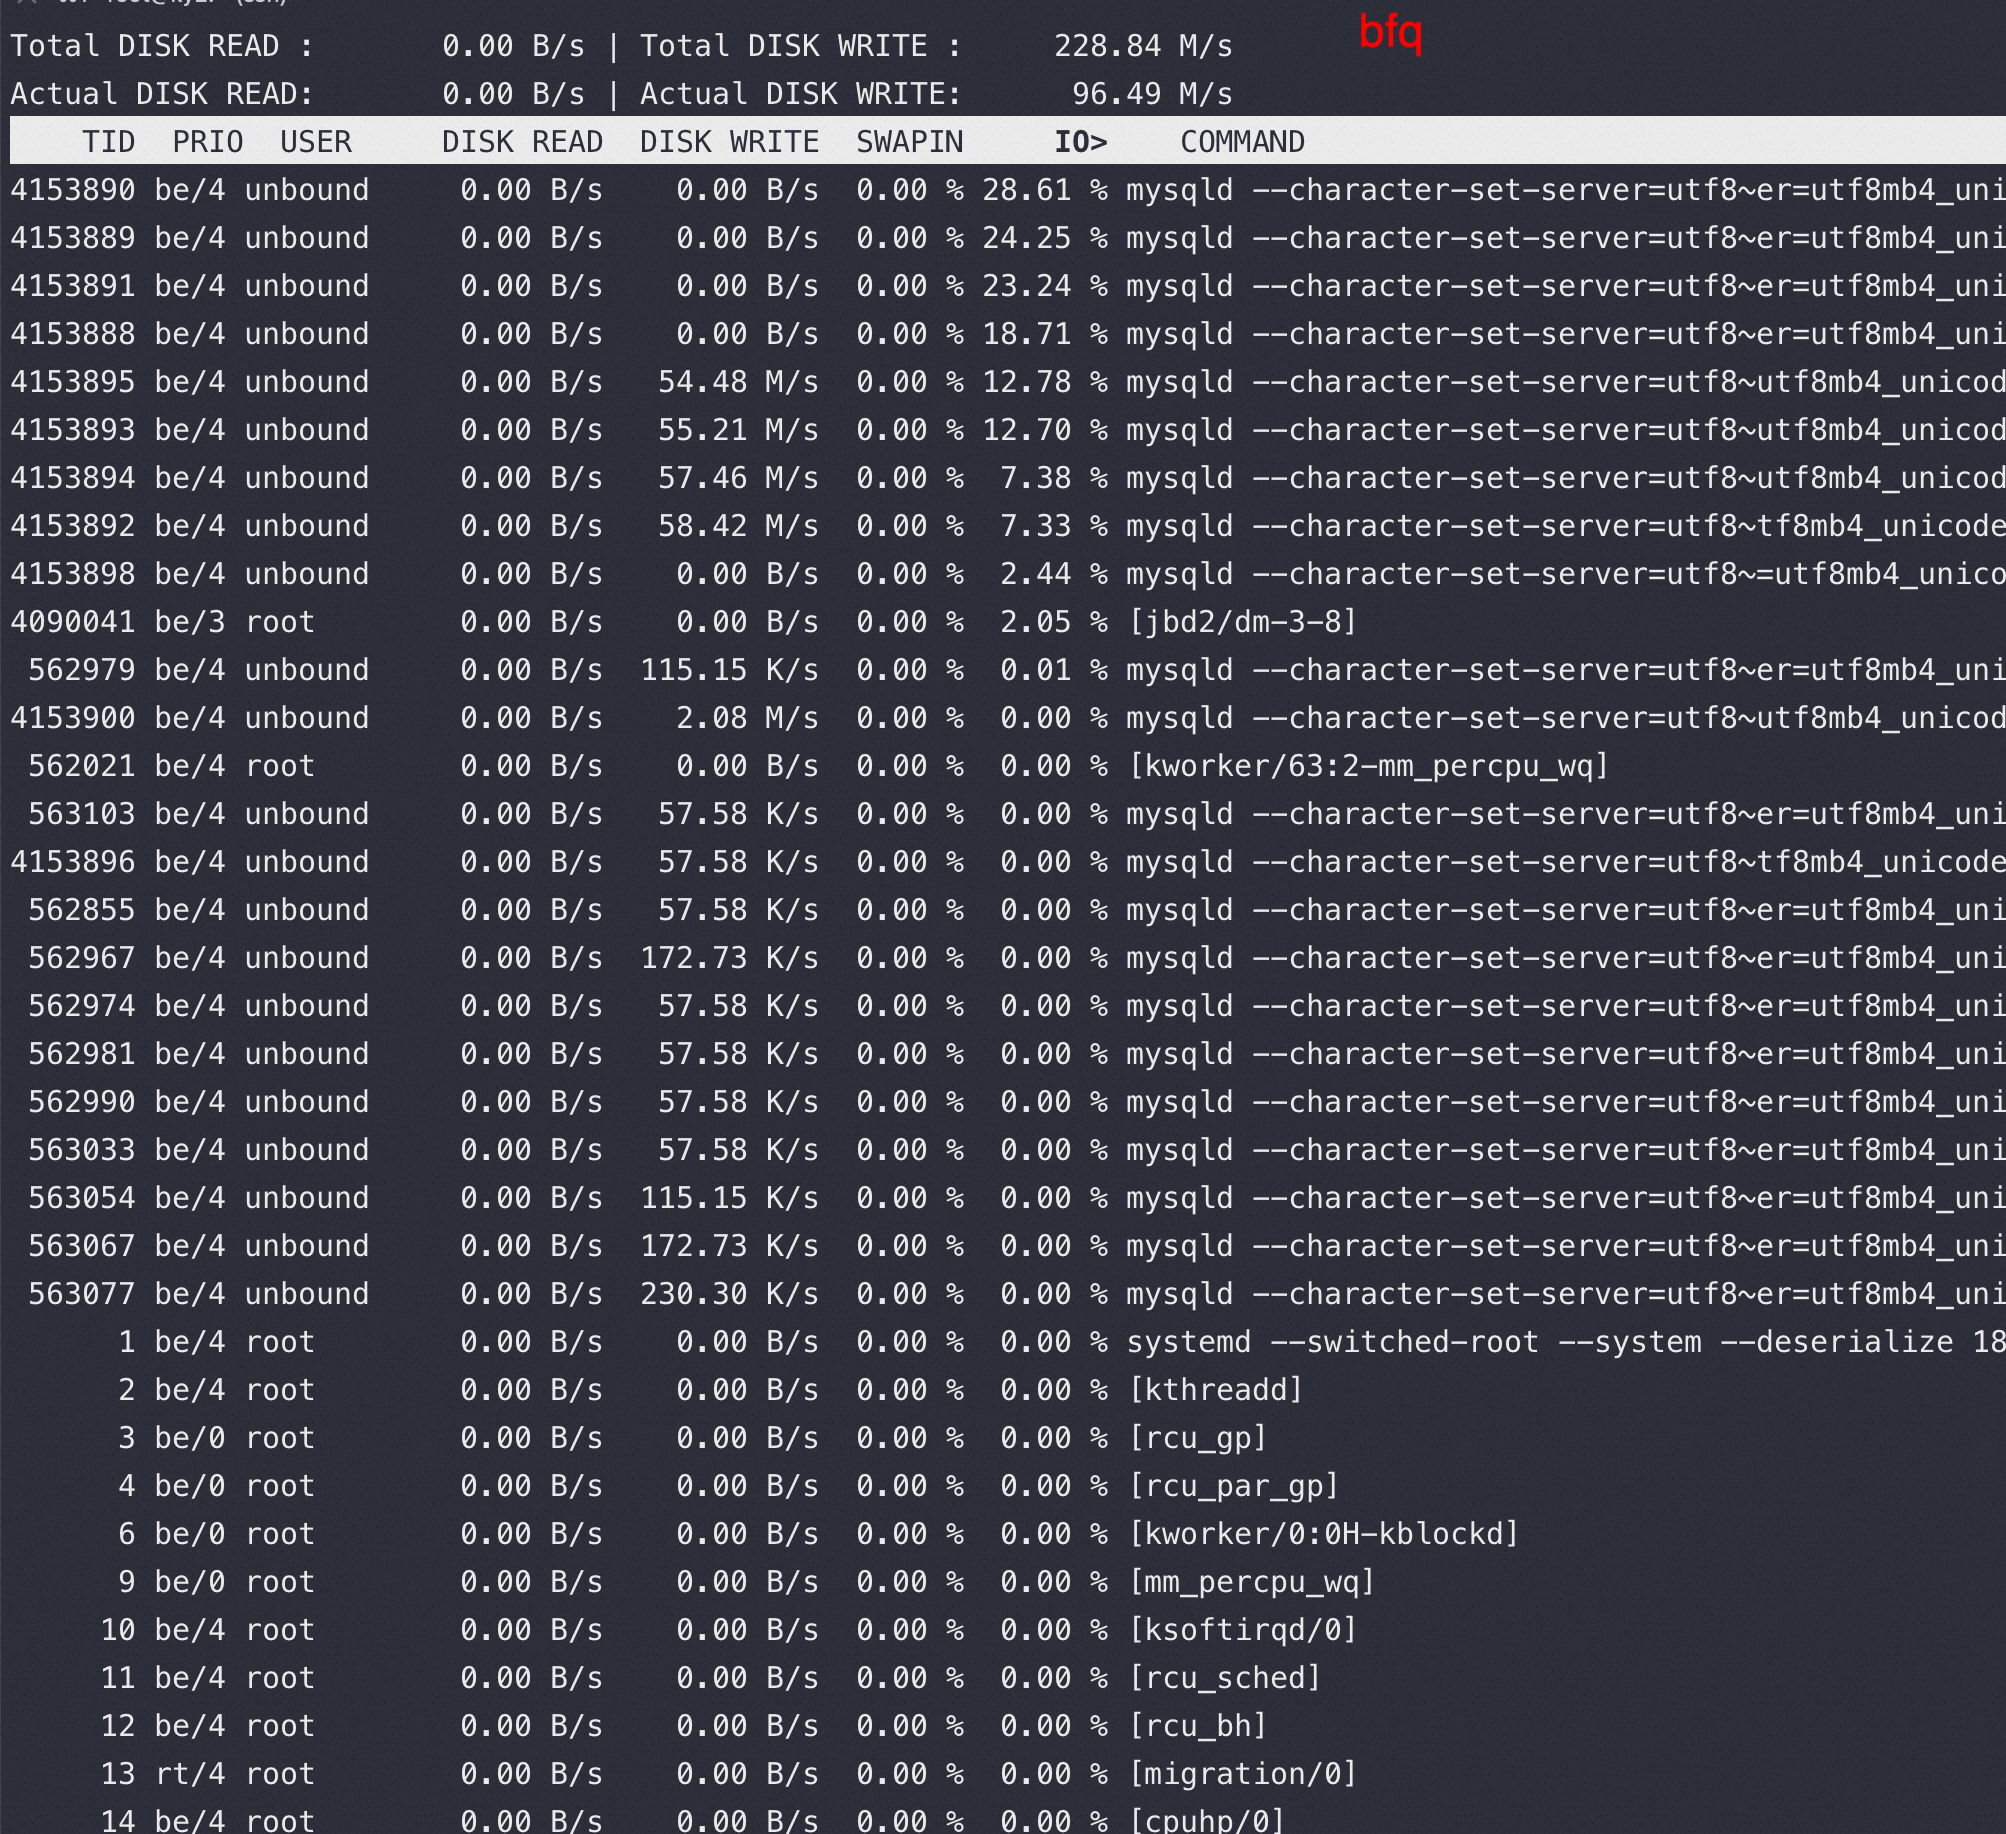 Total DISK READ :       0.00 B/s | Total DISK WRITE :     228.84 M/s bfq
Actual DISK READ:       0.00 B/s | Actual DISK WRITE:      96.49 M/s
TID  PRIO  USER     DISK READ  DISK WRITE  SWAPIN     IO>    COMMAND
4153890 be/4 unbound     0.00 B/s    0.00 B/s  0.00 % 28.61 % mysqld --character-set-server=utf8~er=utf8mb4_uni
4153889 be/4 unbound     0.00 B/s    0.00 B/s  0.00 % 24.25 % mysqld --character-set-server=utf8~er=utf8mb4_uni
4153891 be/4 unbound     0.00 B/s    0.00 B/s  0.00 % 23.24 % mysqld --character-set-server=utf8~er=utf8mb4_uni
4153888 be/4 unbound     0.00 B/s    0.00 B/s  0.00 % 18.71 % mysqld --character-set-server=utf8~er=utf8mb4_uni
4153895 be/4 unbound     0.00 B/s   54.48 M/s  0.00 % 12.78 % mysqld --character-set-server=utf8~utf8mb4_unicod
4153893 be/4 unbound     0.00 B/s   55.21 M/s  0.00 % 12.70 % mysqld --character-set-server=utf8~utf8mb4_unicod
4153894 be/4 unbound     0.00 B/s   57.46 M/s  0.00 %  7.38 % mysqld --character-set-server=utf8~utf8mb4_unicod
4153892 be/4 unbound     0.00 B/s   58.42 M/s  0.00 %  7.33 % mysqld --character-set-server=utf8~tf8mb4_unicode
4153898 be/4 unbound     0.00 B/s    0.00 B/s  0.00 %  2.44 % mysqld --character-set-server=utf8~=utf8mb4_unico
4090041 be/3 root        0.00 B/s    0.00 B/s  0.00 %  2.05 % [jbd2/dm-3-8]
562979 be/4 unbound     0.00 B/s  115.15 K/s  0.00 %  0.01 % mysqld --character-set-server=utf8~er=utf8mb4_uni
4153900 be/4 unbound     0.00 B/s    2.08 M/s  0.00 %  0.00 % mysqld --character-set-server=utf8~utf8mb4_unicod
562021 be/4 root        0.00 B/s    0.00 B/s  0.00 %  0.00 % [kworker/63:2-mm_percpu_wq]
563103 be/4 unbound     0.00 B/s   57.58 K/s  0.00 %  0.00 % mysqld --character-set-server=utf8~er=utf8mb4_uni
4153896 be/4 unbound     0.00 B/s   57.58 K/s  0.00 %  0.00 % mysqld --character-set-server=utf8~tf8mb4_unicode
562855 be/4 unbound     0.00 B/s   57.58 K/s  0.00 %  0.00 % mysqld --character-set-server=utf8~er=utf8mb4_uni
562967 be/4 unbound     0.00 B/s  172.73 K/s  0.00 %  0.00 % mysqld --character-set-server=utf8~er=utf8mb4_uni
562974 be/4 unbound     0.00 B/s   57.58 K/s  0.00 %  0.00 % mysqld --character-set-server=utf8~er=utf8mb4_uni
562981 be/4 unbound     0.00 B/s   57.58 K/s  0.00 %  0.00 % mysqld --character-set-server=utf8~er=utf8mb4_uni
562990 be/4 unbound     0.00 B/s   57.58 K/s  0.00 %  0.00 % mysqld --character-set-server=utf8~er=utf8mb4_uni
563033 be/4 unbound     0.00 B/s   57.58 K/s  0.00 %  0.00 % mysqld --character-set-server=utf8~er=utf8mb4_uni
563054 be/4 unbound     0.00 B/s  115.15 K/s  0.00 %  0.00 % mysqld --character-set-server=utf8~er=utf8mb4_uni
563067 be/4 unbound     0.00 B/s  172.73 K/s  0.00 %  0.00 % mysqld --character-set-server=utf8~er=utf8mb4_uni
563077 be/4 unbound     0.00 B/s  230.30 K/s  0.00 %  0.00 % mysqld --character-set-server=utf8~er=utf8mb4_uni
1 be/4 root        0.00 B/s    0.00 B/s  0.00 %  0.00 % systemd --switched-root --system --deserialize 18
2 be/4 root        0.00 B/s    0.00 B/s  0.00 %  0.00 % [kthreadd]
3 be/0 root        0.00 B/s    0.00 B/s  0.00 %  0.00 % [rcu_gp]
4 be/0 root        0.00 B/s    0.00 B/s  0.00 %  0.00 % [rcu_par_gp]
6 be/0 root        0.00 B/s    0.00 B/s  0.00 %  0.00 % [kworker/0:0H-kblockd]
9 be/0 root        0.00 B/s    0.00 B/s  0.00 %  0.00 % [mm_percpu_wq]
10 be/4 root        0.00 B/s    0.00 B/s  0.00 %  0.00 % [ksoftirqd/0]
11 be/4 root        0.00 B/s    0.00 B/s  0.00 %  0.00 % [rcu_sched]
12 be/4 root        0.00 B/s    0.00 B/s  0.00 %  0.00 % [rcu_bh]
13 rt/4 root        0.00 B/s    0.00 B/s  0.00 %  0.00 % [migration/0]
14 be/4 root        0.00 B/s    0.00 B/s  0.00 %  0.00 % [cpuhp/0]